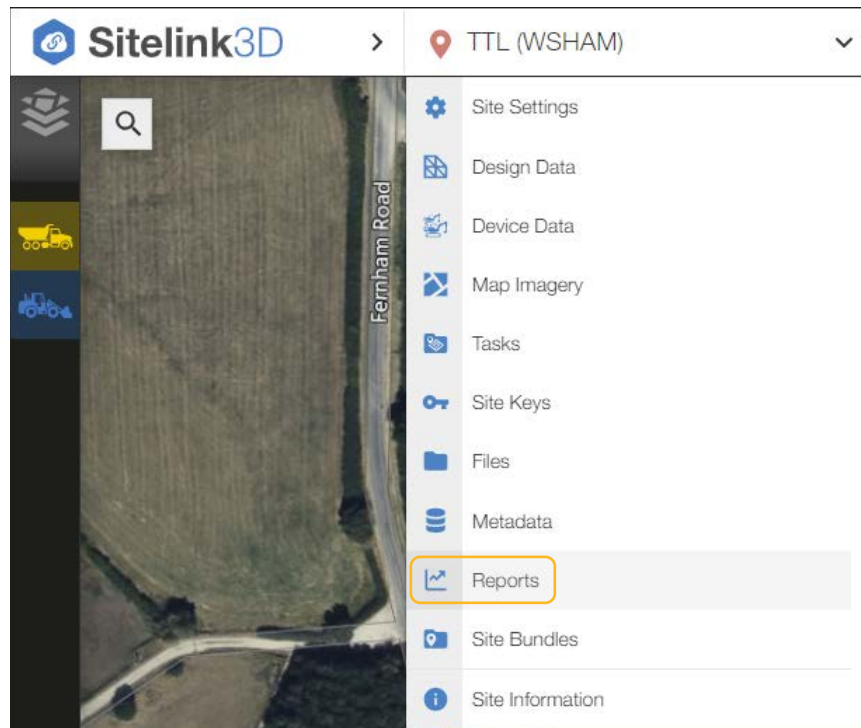 Sitelink3D
TTL (WSHAM)
Fernham Road
Site Settings
Design Data
Device Data
Map Imagery
Tasks
Site Keys
Files
Metadata
Reports
Site Bundles
Site Information